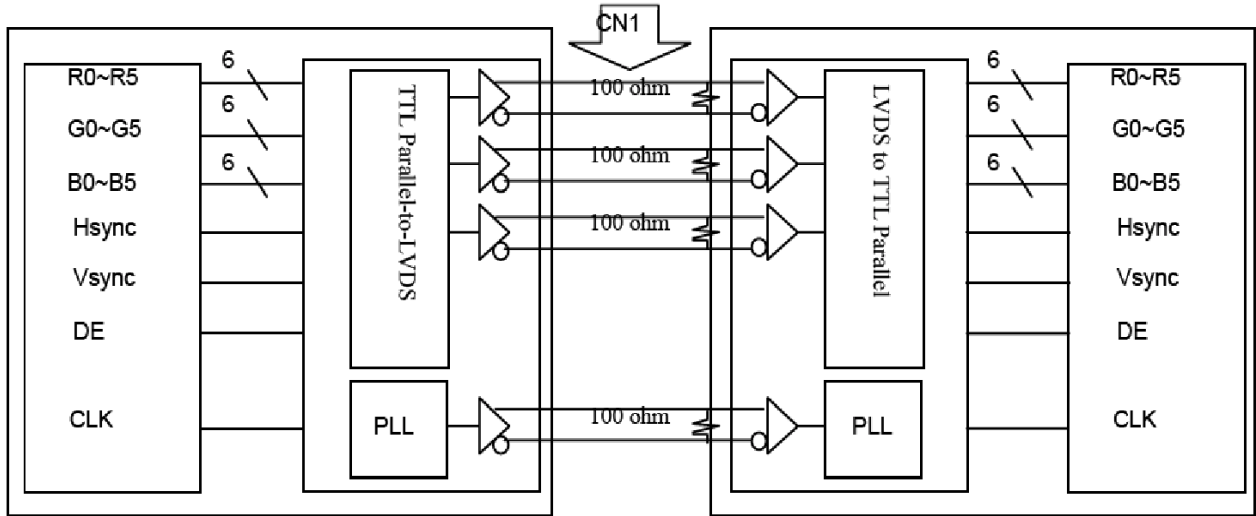 CN1
R0~R5
6
G0~G5
6
B0~B5
6
Hsync
Vsync
DE
CLK
TTL Parallel-to-LVDS
PLL
100 ohm
100 ohm
100 ohm
100 ohm
LVDS to TTL Parallel
PLL
6
R0~R5
6
G0~G5
6
B0~B5
Hsync
Vsync
DE
CLK